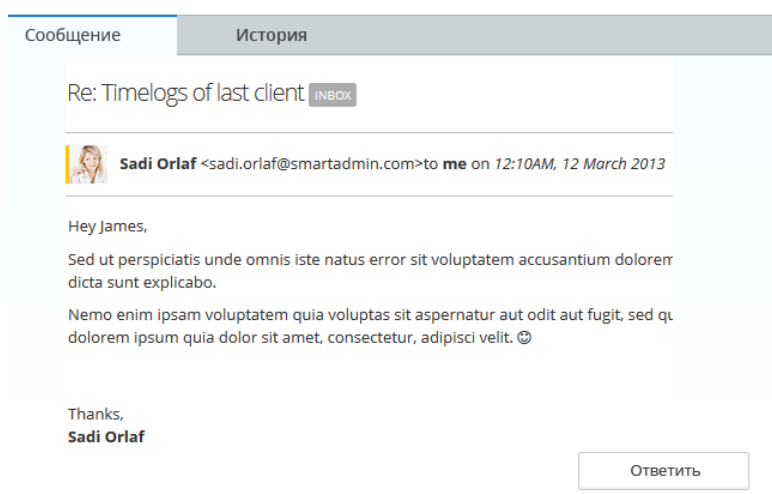 Сообщение История
Re: Timelogs of last client INBOX
Sadi Orlaf <sadi.orlaf@smartadmin.com>to me on 12:10AM, 12 March 2013
Hey James,
Sed ut perspiciatis unde omnis iste natus error sit voluptatem accusantium dolorem
dicta sunt explicabo.
Nemo enim ipsam voluptatem quia voluptas sit aspernatur aut odit aut fugit, sed qu
dolorem ipsum quia dolor sit amet, consectetur, adipisci velit. ☺
Thanks,
Sadi Orlaf
Ответить